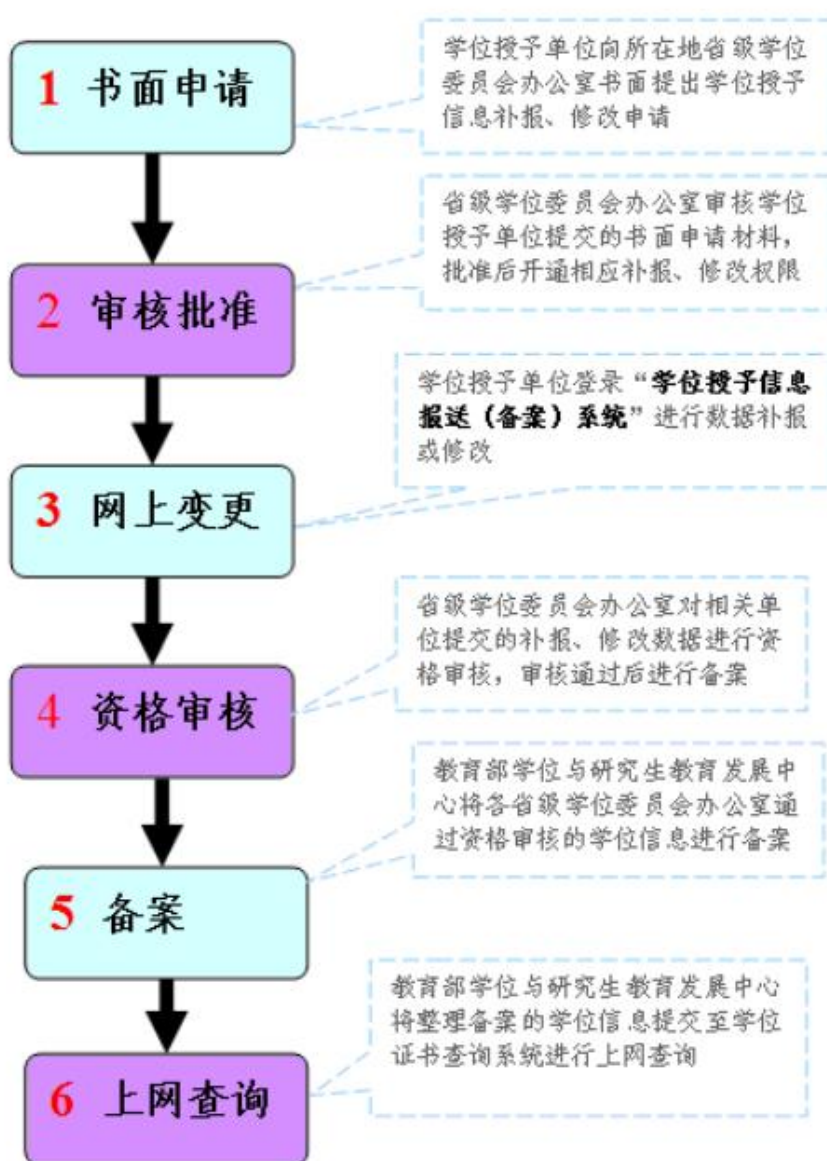 1 书面申请
学位授予单位向所在地省级学位
委员会办公室书面提出学位授予
信息补报、修改申请
2 审核批准
省级学位委员会办公室审核学位
授予单位提交的书面申请材料，
批准后开通相应补报、修改权限
3 网上变更
学位授予单位登录“学位授予信息
报送（备案）系统”进行数据补报
或修改
4 资格审核
省级学位委员会办公室对相关单
位提交的补报、修改数据进行资
格审核，审核通过后进行备案
5 备案
教育部学位与研究生教育发展中
心将各省级学位委员会办公室通
过资格审核的学位信息进行备案
6 上网查询
教育部学位与研究生教育发展中心
将整理备案的学位信息提交至学位
证书查询系统进行上网查询